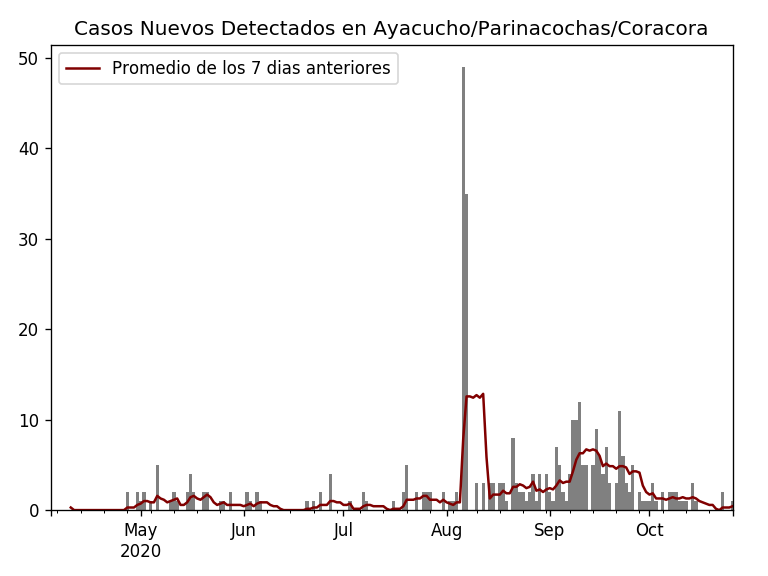 Casos Nuevos Detectados en Ayacucho/Parinacochas/Coracora
Promedio de los 7 dias anteriores
50
40
30
20
10
0
May Jun Jul Aug Sep Oct
2020